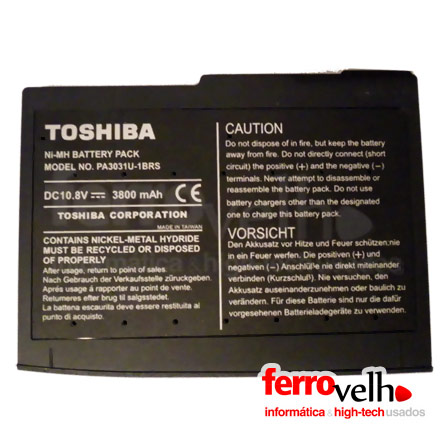 TOSHIBA
Ni-MH BATTERY PACK
MODEL NO. PA3031U-1BRS
DC10.8V 3800 mAh CE
TOSHIBA CORPORATION
MADE IN TAIWAN
CONTAINS NICKEL-METAL HYDRIDE
MUST BE RECYCLED OR DISPOSED
OF PROPERLY
After usage, return to point of sales.
Nach Gebrauch der Verkaufsstelle zurückgeben.
Aprés usage, á rapporter au point de vente.
Renumeretes efter brug til salgsstedet.
La batería escarita deve essere restituita al
punto di acquisto.
CAUTION
Do not dispose of in fire, but keep the battery
away from any heat. Do not directly connect (short
circuit) the positive (+) and the negative (-)
terminals. Never attempt to disassemble or
reassemble the battery pack. Do not use
battery chargers other than the designated
one to charge this battery pack.
VORSICHT
Den Akkusatz vor Hitze und Feuer schützen;nie
in ein Feuer werfen. Die positiven (+) and
negativen (-) Anschlüße nie direkt miteinander
verbinden (Kurzschluß). Niemals versuchen, den
Akkusatz auseinanderzunehmen oder baulich zu
verändern. Für diese Batterie sind nur die dafür
vorgesehenen Batterieladegeräte zu verwenden.
ferrovelho
informática&high-tech usados